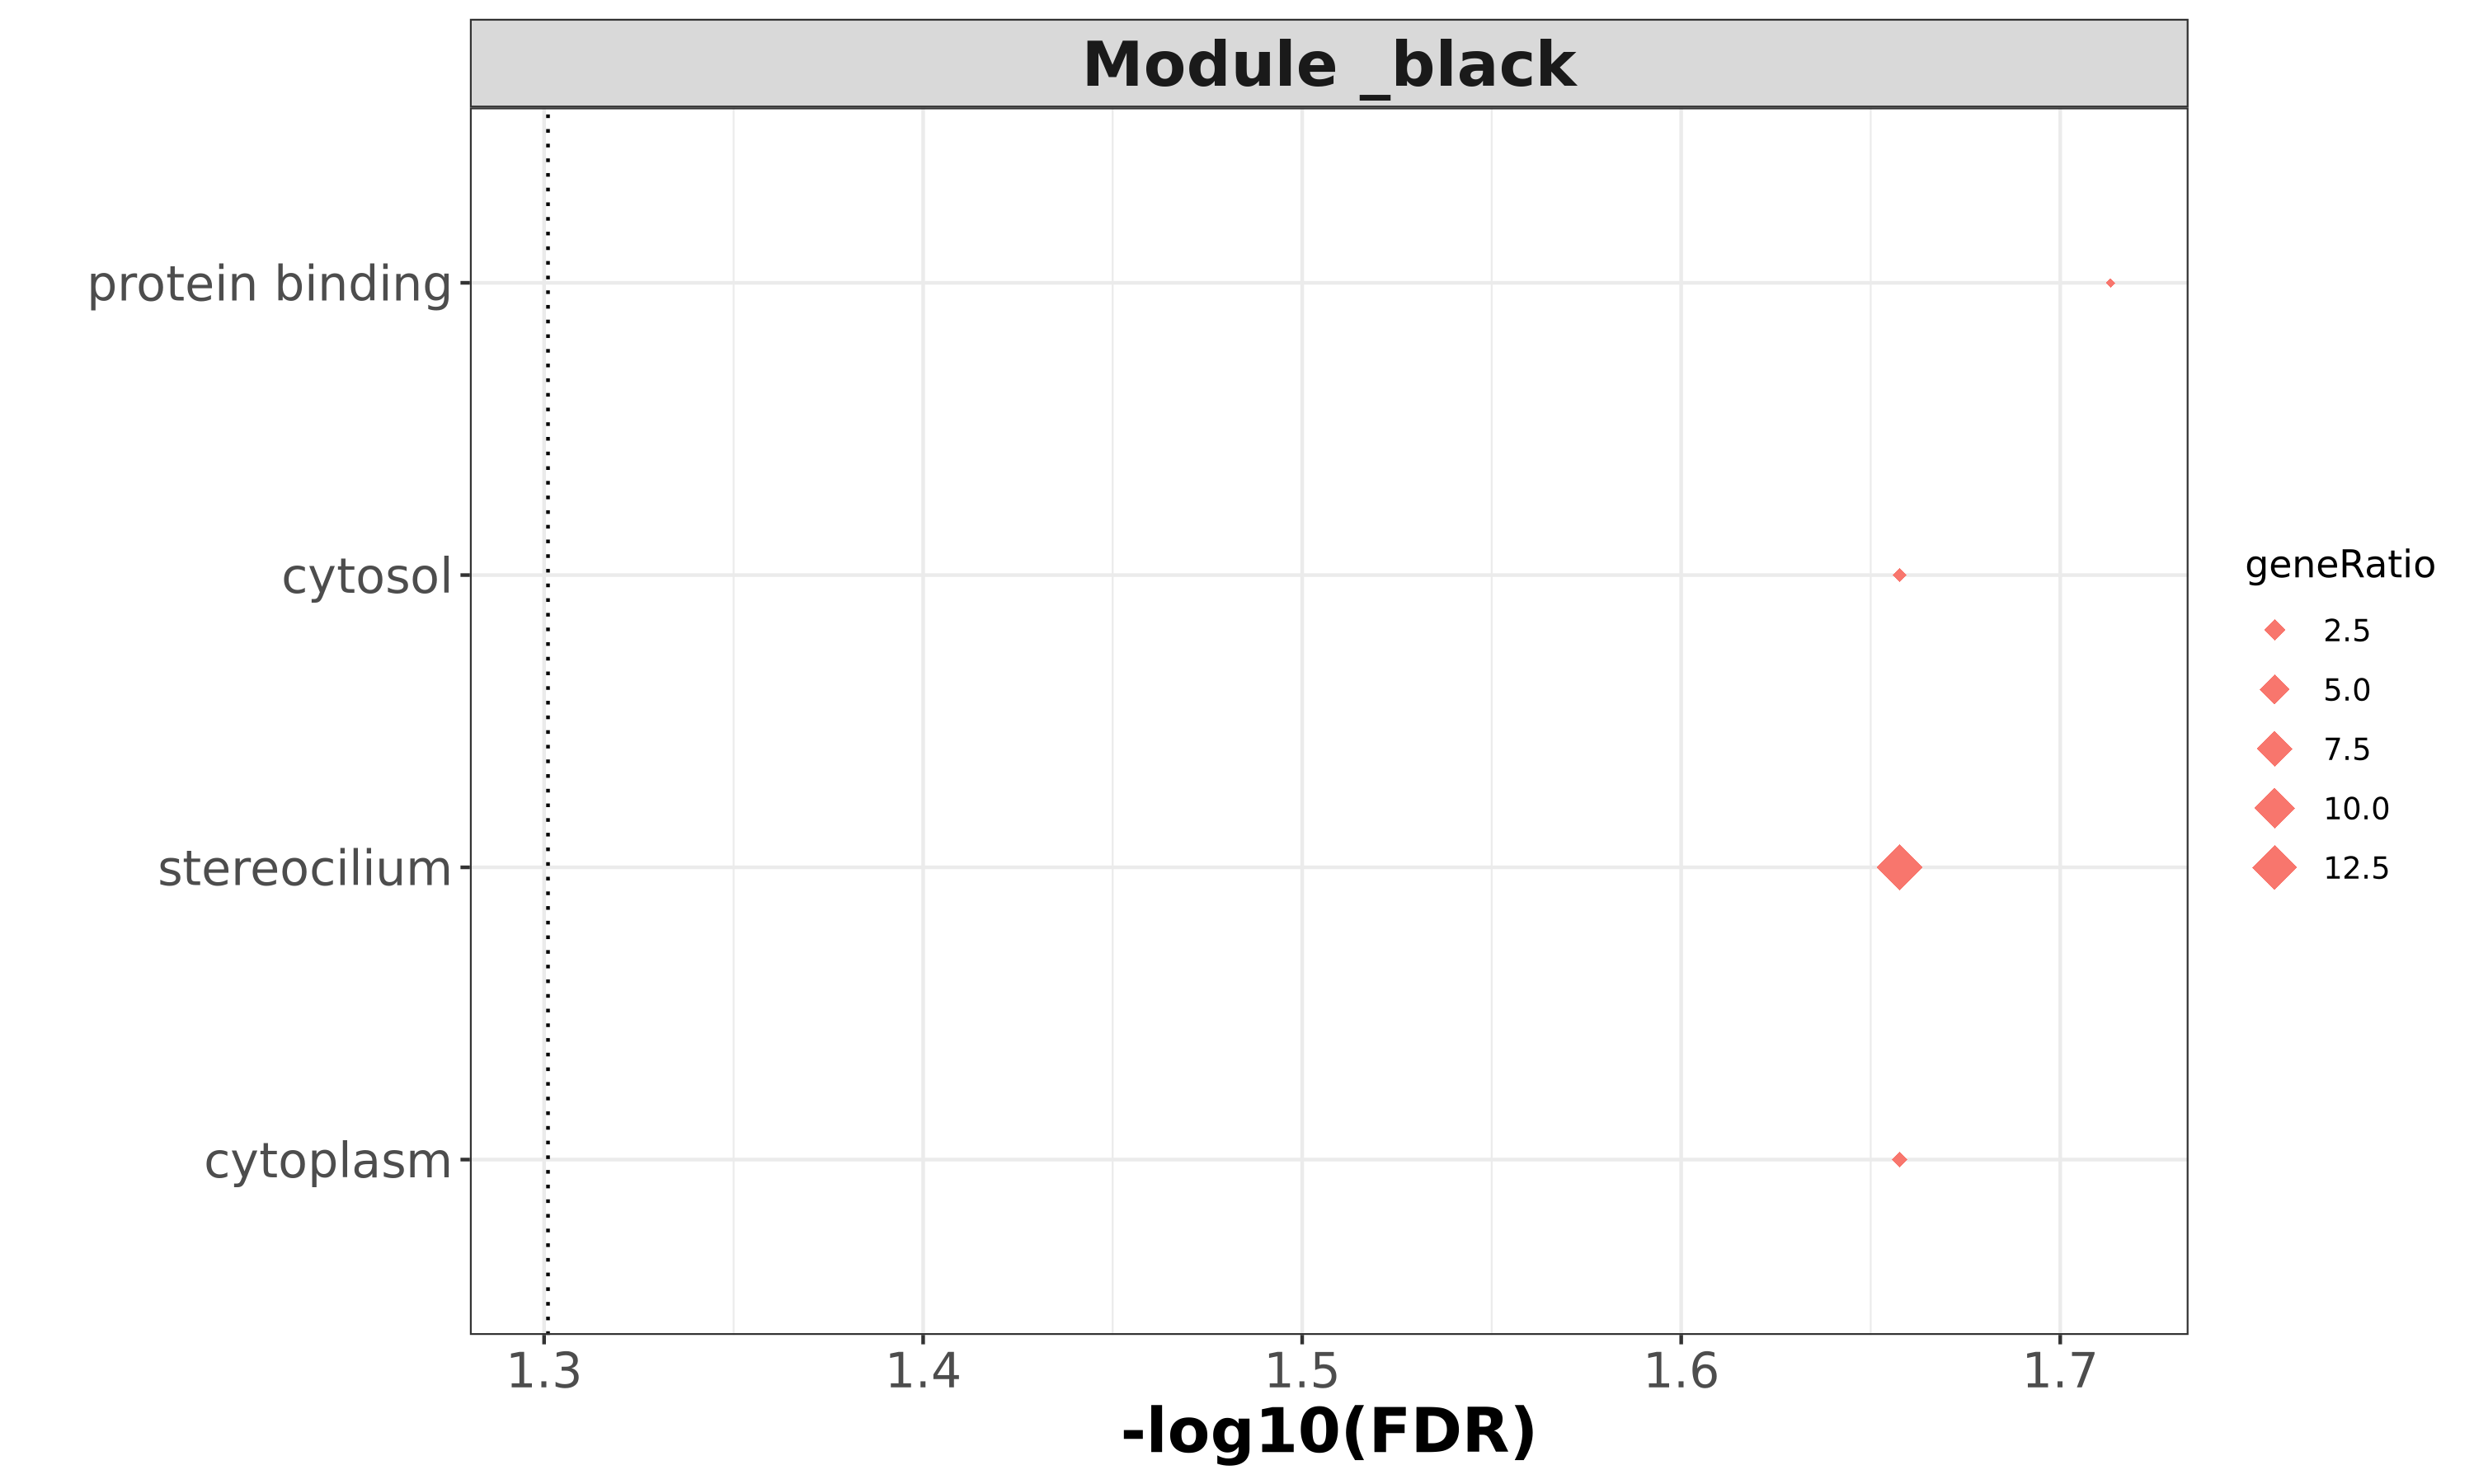 Module _black
protein binding
cytosol
stereocilium
cytoplasm
1.3
1.4
1.5
1.6
1.7
-log10(FDR)
geneRatio
2.5
5.0
7.5
10.0
12.5